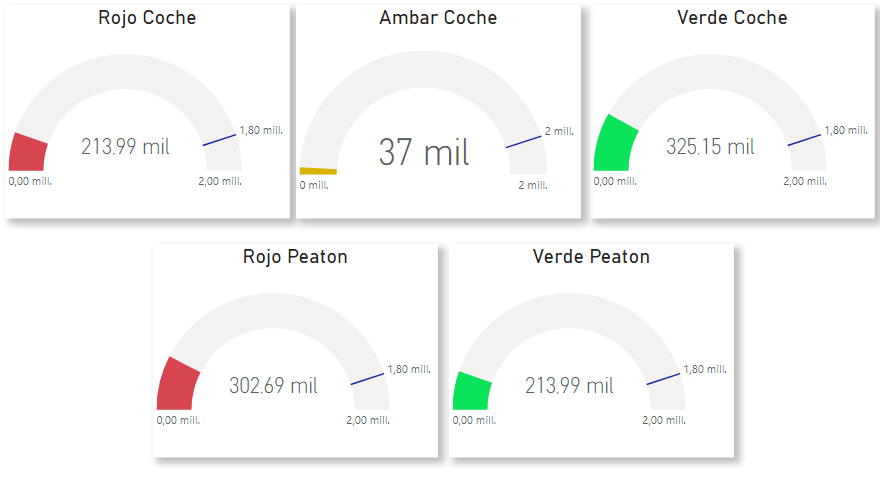 Rojo Coche
213,99 mil
1,80 mill.
0,00 mill.
2,00 mill.
Ambar Coche
37 mil
2 mill.
0 mill.
2 mill.
Verde Coche
325,15 mil
1,80 mill.
0,00 mill.
2,00 mill.
Rojo Peaton
302,69 mil
1,80 mill.
0,00 mill.
2,00 mill.
Verde Peaton
213,99 mil
1,80 mill.
0,00 mill.
2,00 mill.